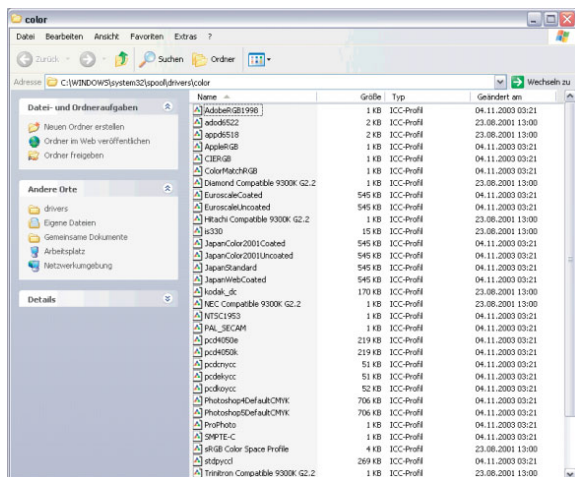 color
Datei Bearbeiten Ansicht Favoriten Extras ?
Zurück Suchen Ordner
Adresse C:\WINDOWS\system32\spool\drivers\color Wechseln zu
Datei- und Ordneraufgaben
Neuen Ordner erstellen
Ordner im Web veröffentlichen
Ordner freigeben
Andere Orte
drivers
Eigene Dateien
Gemeinsame Dokumente
Arbeitsplatz
Netzwerkumgebung
Details
Name Größe Typ Geändert am
AdobeRGB1998 1 KB ICC-Profil 04.11.2003 03:21
adod6522 2 KB ICC-Profil 23.08.2001 13:00
appd6518 2 KB ICC-Profil 23.08.2001 13:00
AppleRGB 1 KB ICC-Profil 04.11.2003 03:21
CIERGB 1 KB ICC-Profil 04.11.2003 03:21
ColorMatchRGB 1 KB ICC-Profil 04.11.2003 03:21
Diamond Compatible 9300K G2.2 1 KB ICC-Profil 23.08.2001 13:00
EuroscaleCoated 545 KB ICC-Profil 04.11.2003 03:21
EuroscaleUncoated 545 KB ICC-Profil 04.11.2003 03:21
Hitachi Compatible 9300K G2.2 1 KB ICC-Profil 23.08.2001 13:00
is330 15 KB ICC-Profil 23.08.2001 13:00
JapanColor2001Coated 545 KB ICC-Profil 04.11.2003 03:21
JapanColor2001Uncoated 545 KB ICC-Profil 04.11.2003 03:21
JapanStandard 545 KB ICC-Profil 04.11.2003 03:21
JapanWebCoated 545 KB ICC-Profil 04.11.2003 03:21
kodak_dc 170 KB ICC-Profil 23.08.2001 13:00
NEC Compatible 9300K G2.2 1 KB ICC-Profil 23.08.2001 13:00
NTSC1953 1 KB ICC-Profil 04.11.2003 03:21
PAL_SECAM 1 KB ICC-Profil 04.11.2003 03:21
pcd4050e 219 KB ICC-Profil 04.11.2003 03:21
pcd4050k 219 KB ICC-Profil 04.11.2003 03:21
pcdcnycc 51 KB ICC-Profil 04.11.2003 03:21
pcdekycc 51 KB ICC-Profil 04.11.2003 03:21
pcdkoycc 52 KB ICC-Profil 04.11.2003 03:21
Photoshop4DefaultCMYK 706 KB ICC-Profil 04.11.2003 03:21
Photoshop5DefaultCMYK 706 KB ICC-Profil 04.11.2003 03:21
ProPhoto 1 KB ICC-Profil 04.11.2003 03:21
SMPTE-C 1 KB ICC-Profil 04.11.2003 03:21
sRGB Color Space Profile 4 KB ICC-Profil 23.08.2001 13:00
stdpyccl 269 KB ICC-Profil 04.11.2003 03:21
Trinitron Compatible 9300K G2.2 1 KB ICC-Profil 23.08.2001 13:00